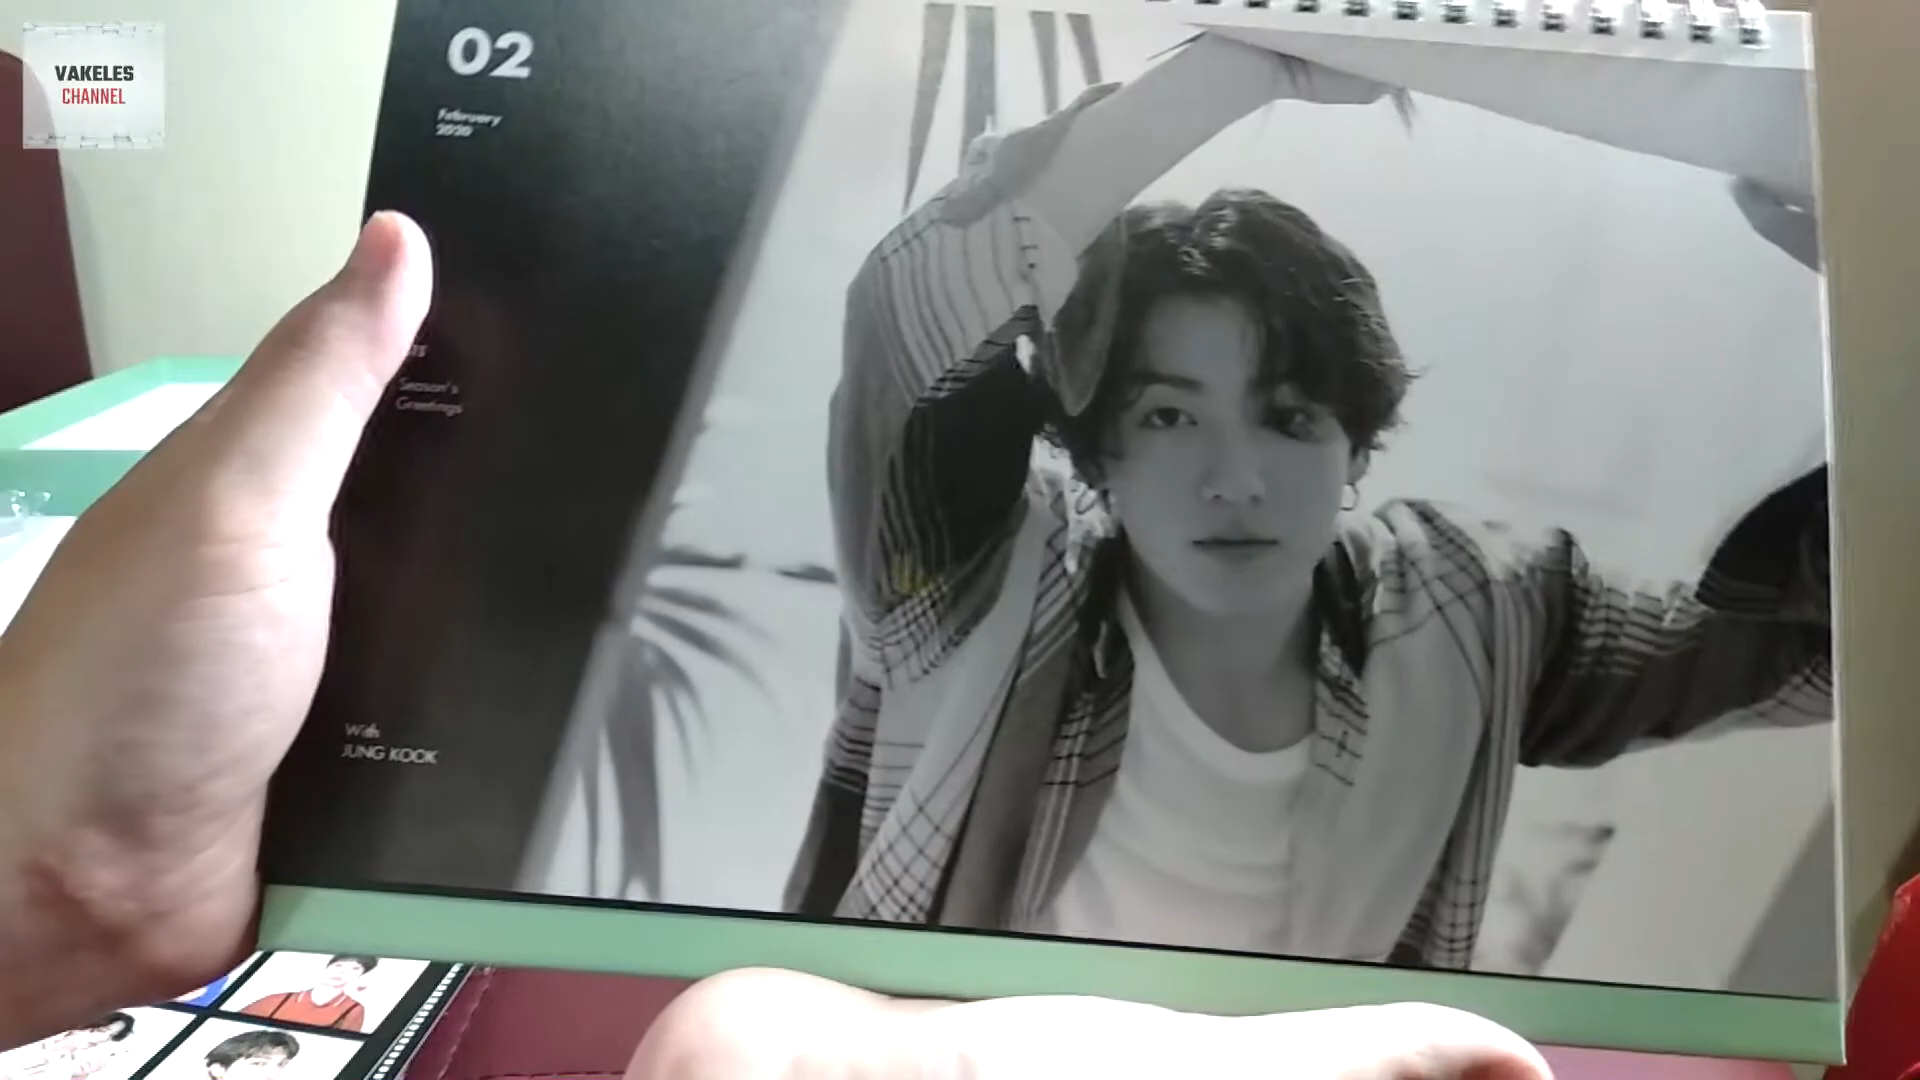 VAKELES
CHANNEL
02
February
2020
Season's
Greetings
With
JUNG KOOK